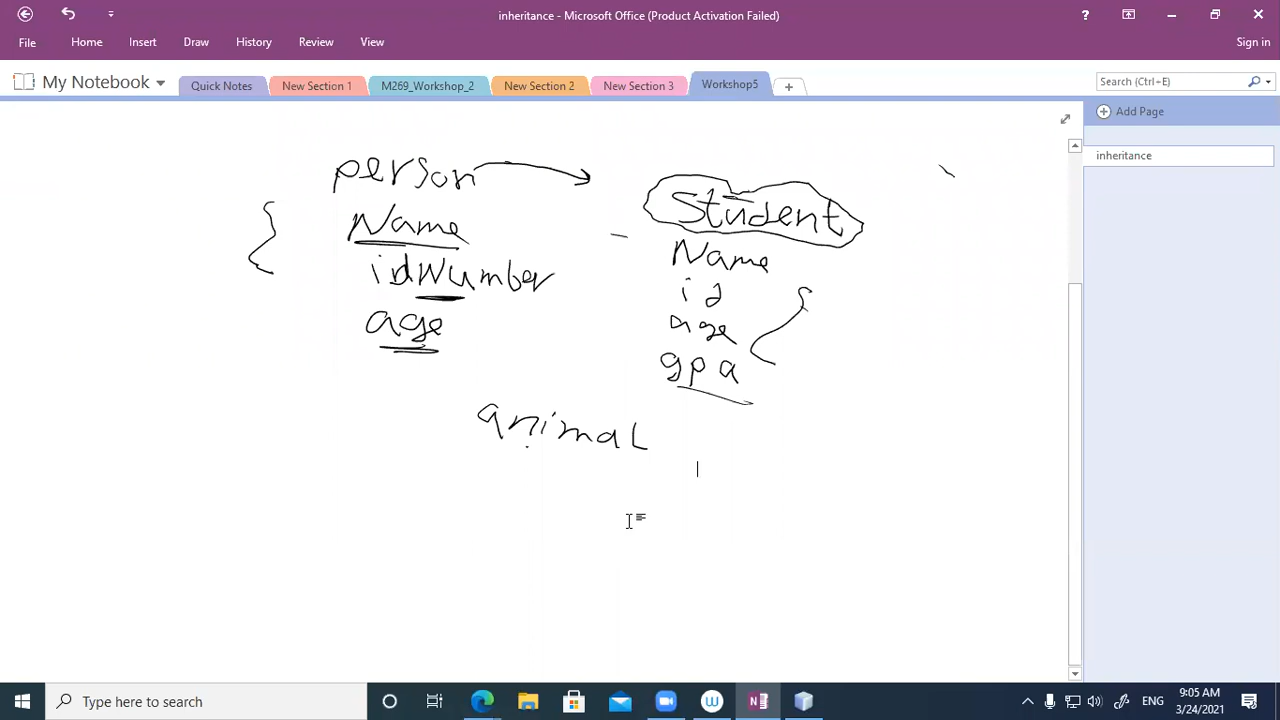 inheritance - Microsoft Office (Product Activation Failed)
File Home Insert Draw History Review View Sign in
My Notebook Quick Notes New Section 1 M269_Workshop_2 New Section 2 New Section 3 Workshop5 Search (Ctrl+E)
Add Page
inheritance
person
Name
idNumber
age
Student
Name
id
age
gpa
animal
Type here to search
ENG
9:05 AM
3/24/2021